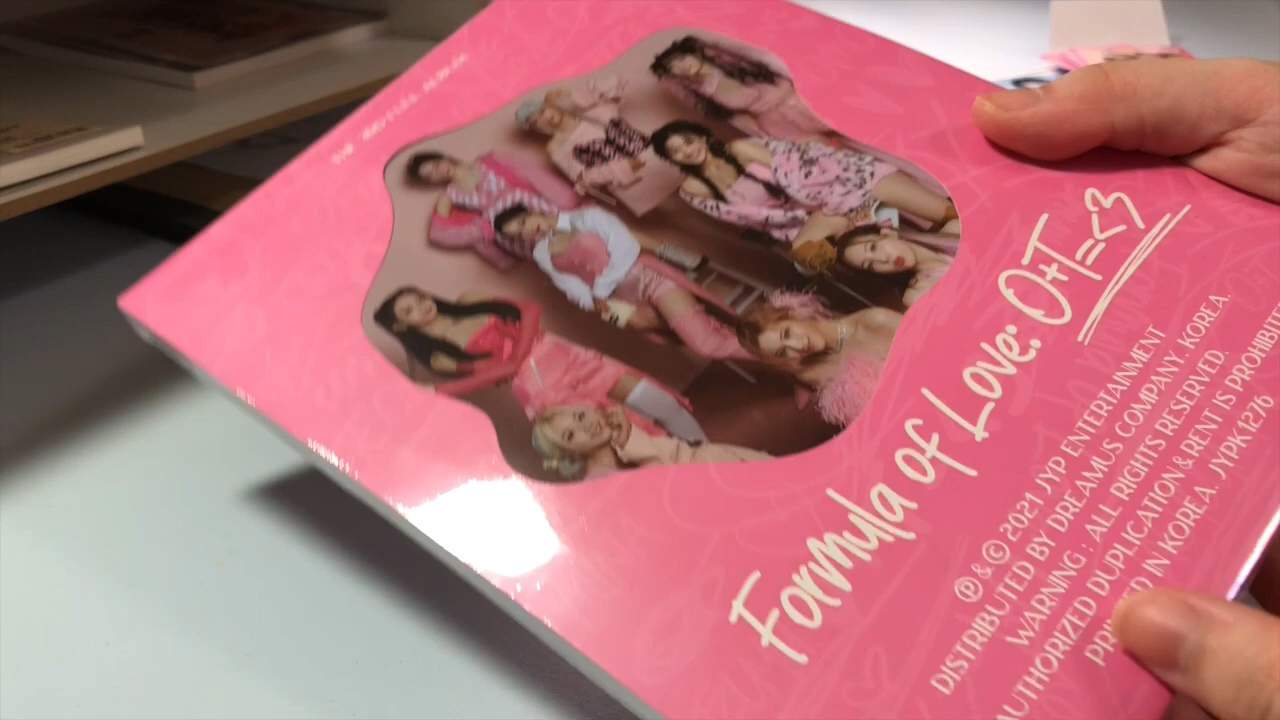 Formula of Love: O+T=<3
Ⓟ & © 2021 JYP ENTERTAINMENT
DISTRIBUTED BY DREAMUS COMPANY. KOREA.
WARNING : ALL RIGHTS RESERVED.
AUTHORIZED DUPLICATION & RENT IS PROHIBIT
IN KOREA. JYPK1276